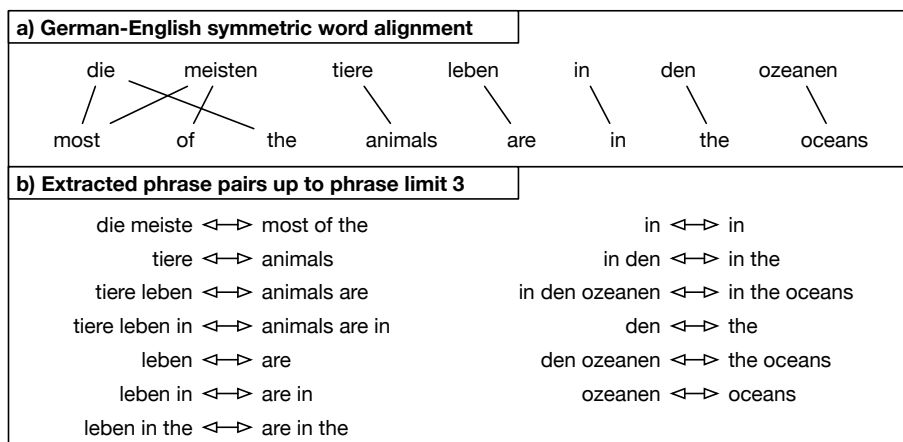 a) German-English symmetric word alignment
die meisten tiere leben in den ozeanen
most of the animals are in the oceans
b) Extracted phrase pairs up to phrase limit 3
die meiste ◁─▷ most of the
tiere ◁─▷ animals
tiere leben ◁─▷ animals are
tiere leben in ◁─▷ animals are in
leben ◁─▷ are
leben in ◁─▷ are in
leben in the ◁─▷ are in the
in ◁─▷ in
in den ◁─▷ in the
in den ozeanen ◁─▷ in the oceans
den ◁─▷ the
den ozeanen ◁─▷ the oceans
ozeanen ◁─▷ oceans